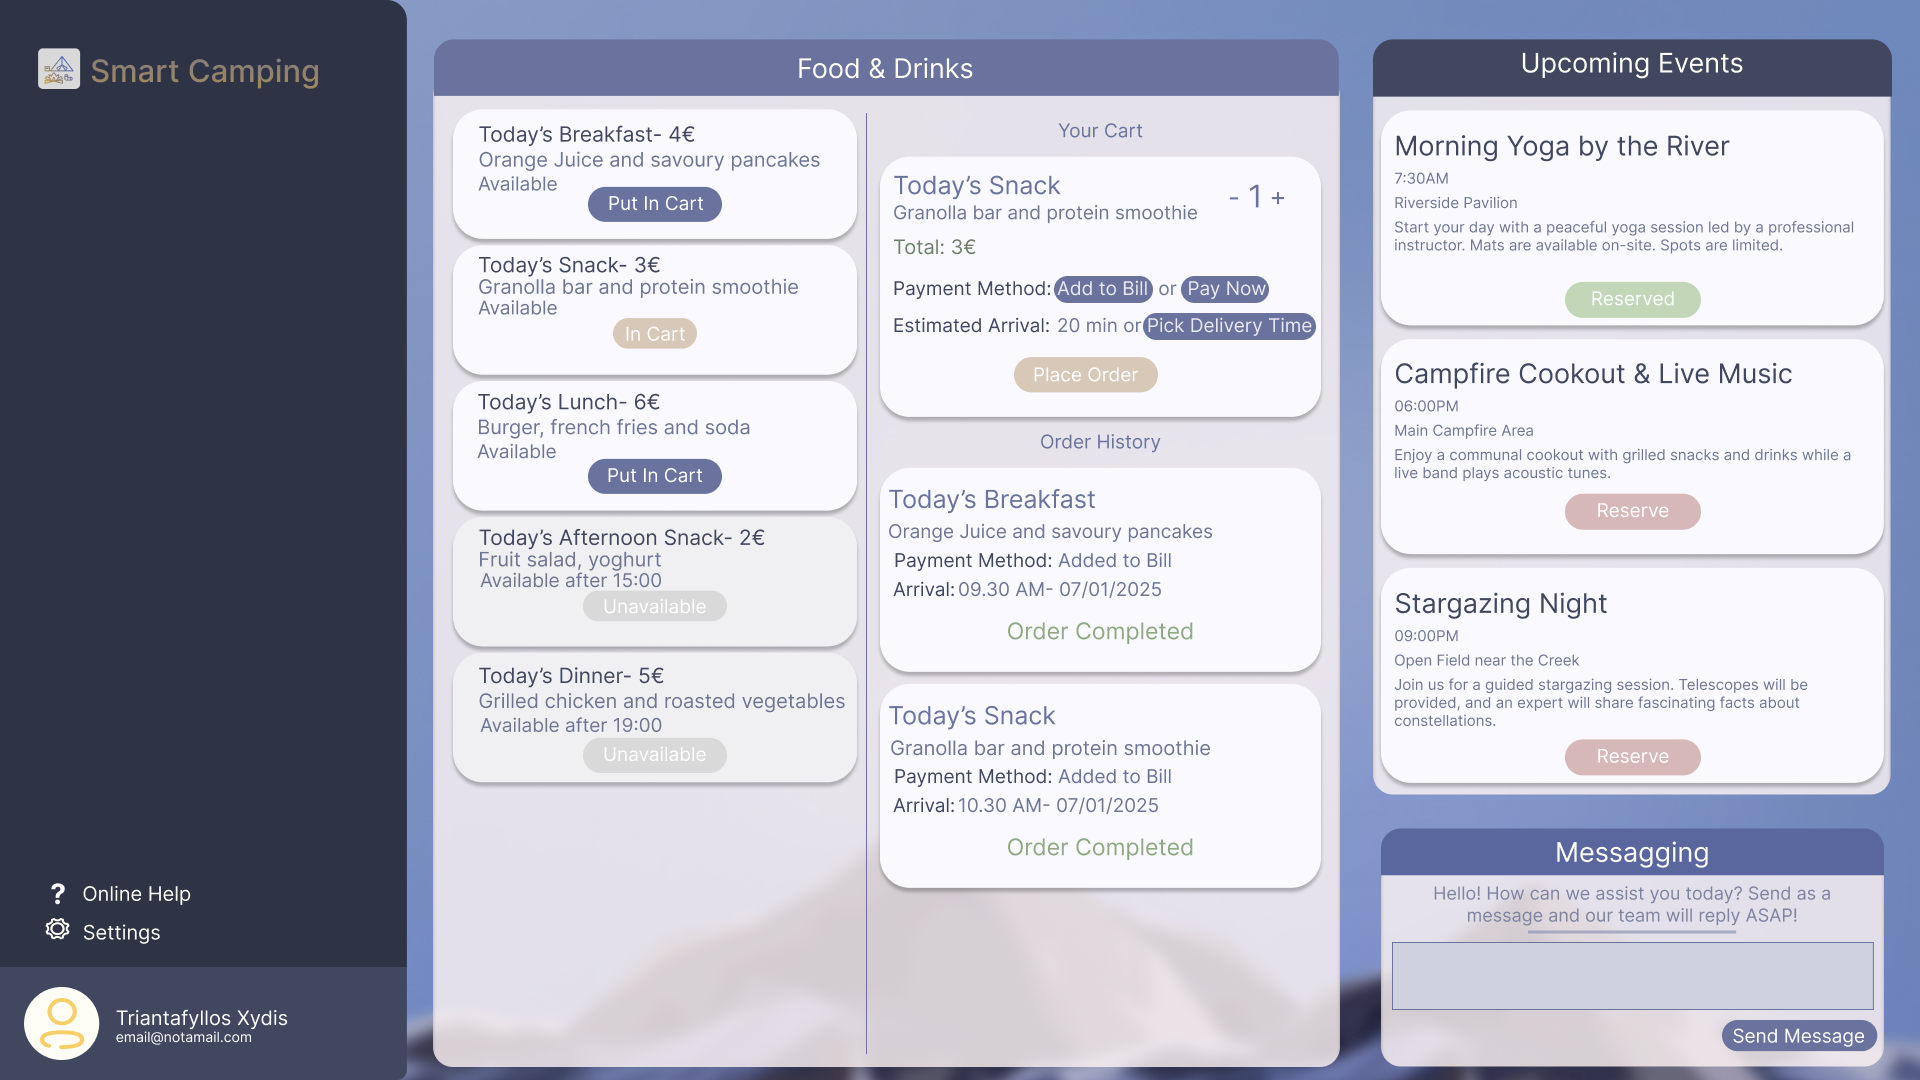 Smart Camping
Online Help
Settings
Triantafyllos Xydis
email@notamail.com
Food & Drinks
Today’s Breakfast- 4€
Orange Juice and savoury pancakes
Available
Put In Cart
Today’s Snack- 3€
Granolla bar and protein smoothie
Available
In Cart
Today’s Lunch- 6€
Burger, french fries and soda
Available
Put In Cart
Today’s Afternoon Snack- 2€
Fruit salad, yoghurt
Available after 15:00
Unavailable
Today’s Dinner- 5€
Grilled chicken and roasted vegetables
Available after 19:00
Unavailable
Your Cart
Today’s Snack
- 1 +
Granolla bar and protein smoothie
Total: 3€
Payment Method: Add to Bill or Pay Now
Estimated Arrival: 20 min or Pick Delivery Time
Place Order
Order History
Today’s Breakfast
Orange Juice and savoury pancakes
Payment Method: Added to Bill
Arrival: 09.30 AM- 07/01/2025
Order Completed
Today’s Snack
Granolla bar and protein smoothie
Payment Method: Added to Bill
Arrival: 10.30 AM- 07/01/2025
Order Completed
Upcoming Events
Morning Yoga by the River
7:30AM
Riverside Pavilion
Start your day with a peaceful yoga session led by a professional
instructor. Mats are available on-site. Spots are limited.
Reserved
Campfire Cookout & Live Music
06:00PM
Main Campfire Area
Enjoy a communal cookout with grilled snacks and drinks while a
live band plays acoustic tunes.
Reserve
Stargazing Night
09:00PM
Open Field near the Creek
Join us for a guided stargazing session. Telescopes will be
provided, and an expert will share fascinating facts about
constellations.
Reserve
Messagging
Hello! How can we assist you today? Send as a
message and our team will reply ASAP!
Send Message